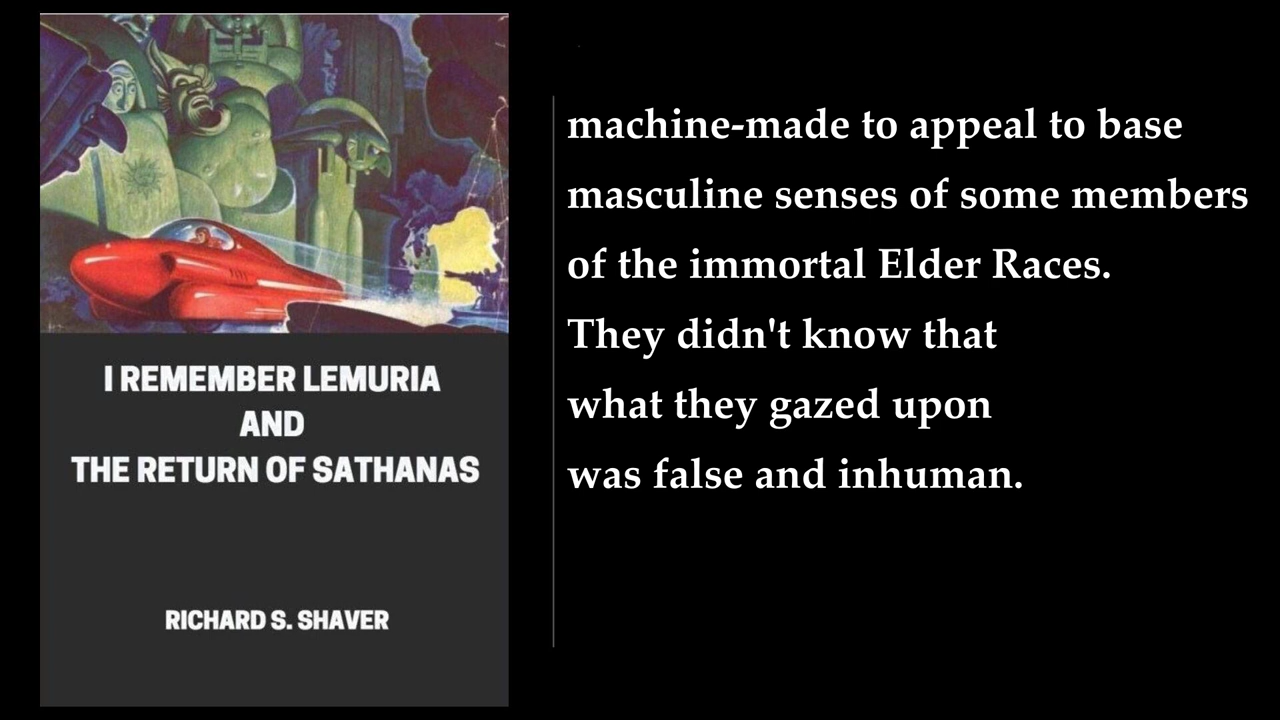 I REMEMBER LEMURIA
AND
THE RETURN OF SATHANAS
RICHARD S. SHAVER
machine-made to appeal to base
masculine senses of some members
of the immortal Elder Races.
They didn't know that
what they gazed upon
was false and inhuman.